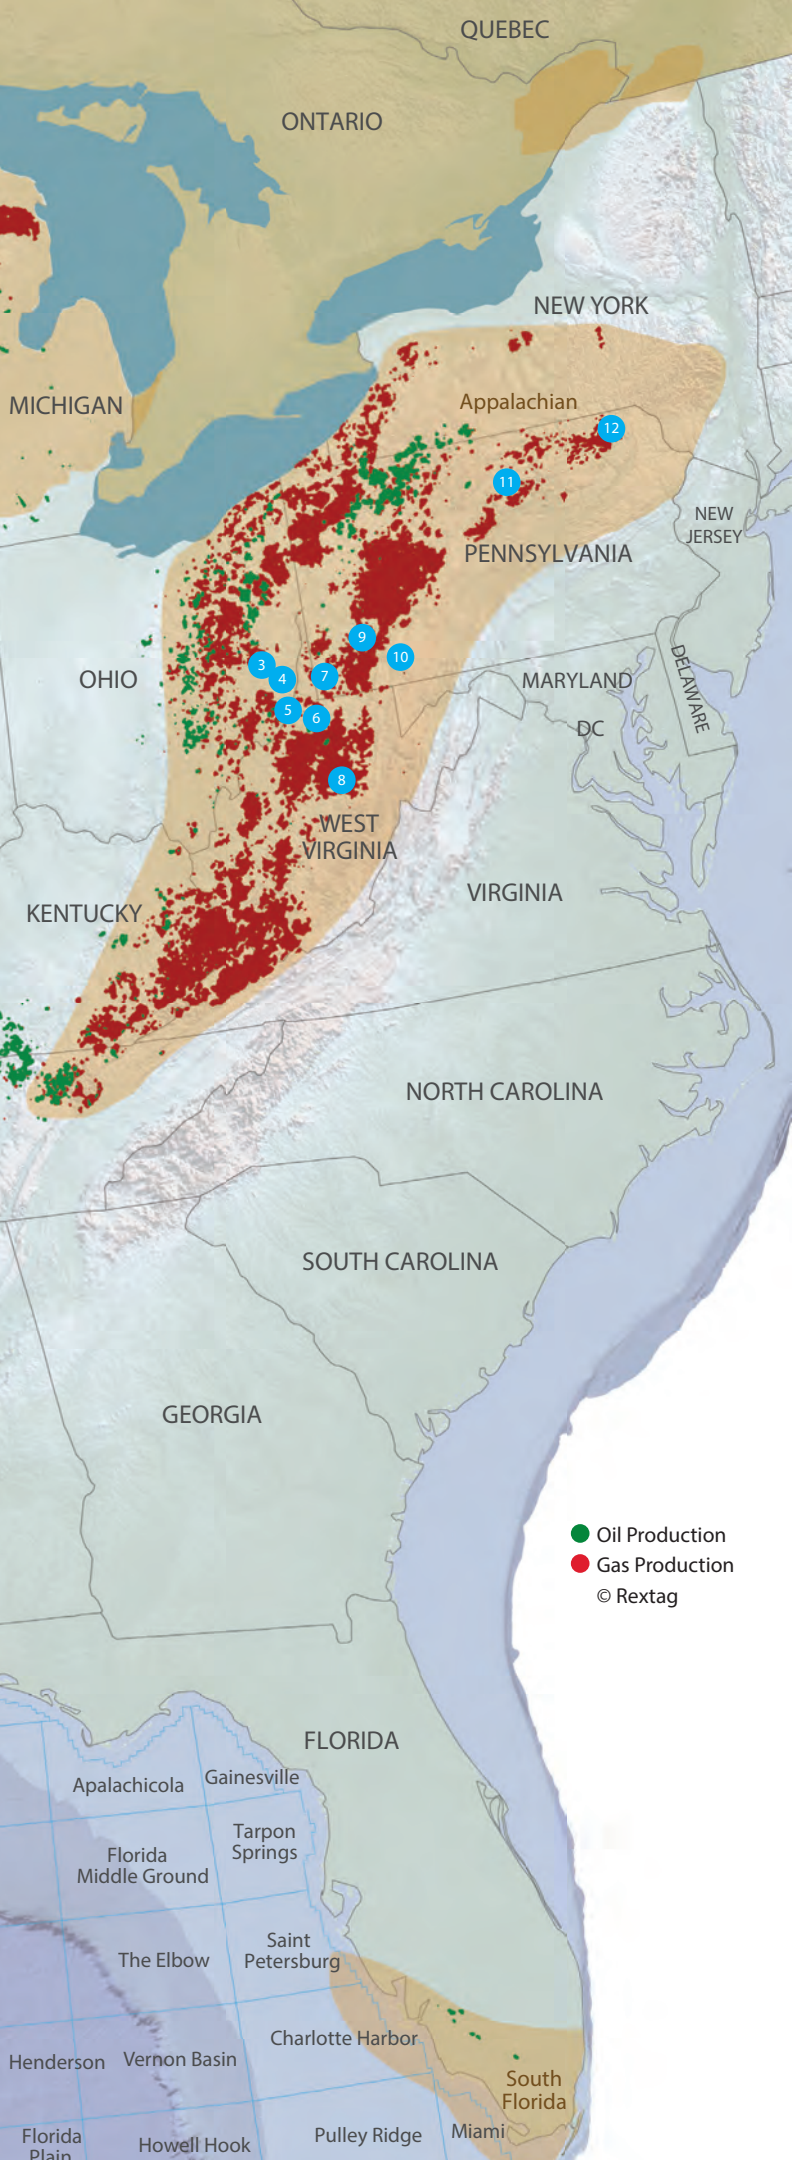 QUEBEC
ONTARIO
NEW YORK
MICHIGAN
Appalachian
12
11
NEW
JERSEY
PENNSYLVANIA
9
10
3
4
7
OHIO
MARYLAND
DELAWARE
5
6
DC
8
WEST
VIRGINIA
KENTUCKY
VIRGINIA
NORTH CAROLINA
SOUTH CAROLINA
GEORGIA
Oil Production
Gas Production
© Rextag
FLORIDA
Apalachicola
Gainesville
Tarpon
Springs
Florida
Middle Ground
The Elbow
Saint
Petersburg
Charlotte Harbor
Henderson
Vernon Basin
South
Florida
Florida
Plain
Howell Hook
Pulley Ridge
Miami